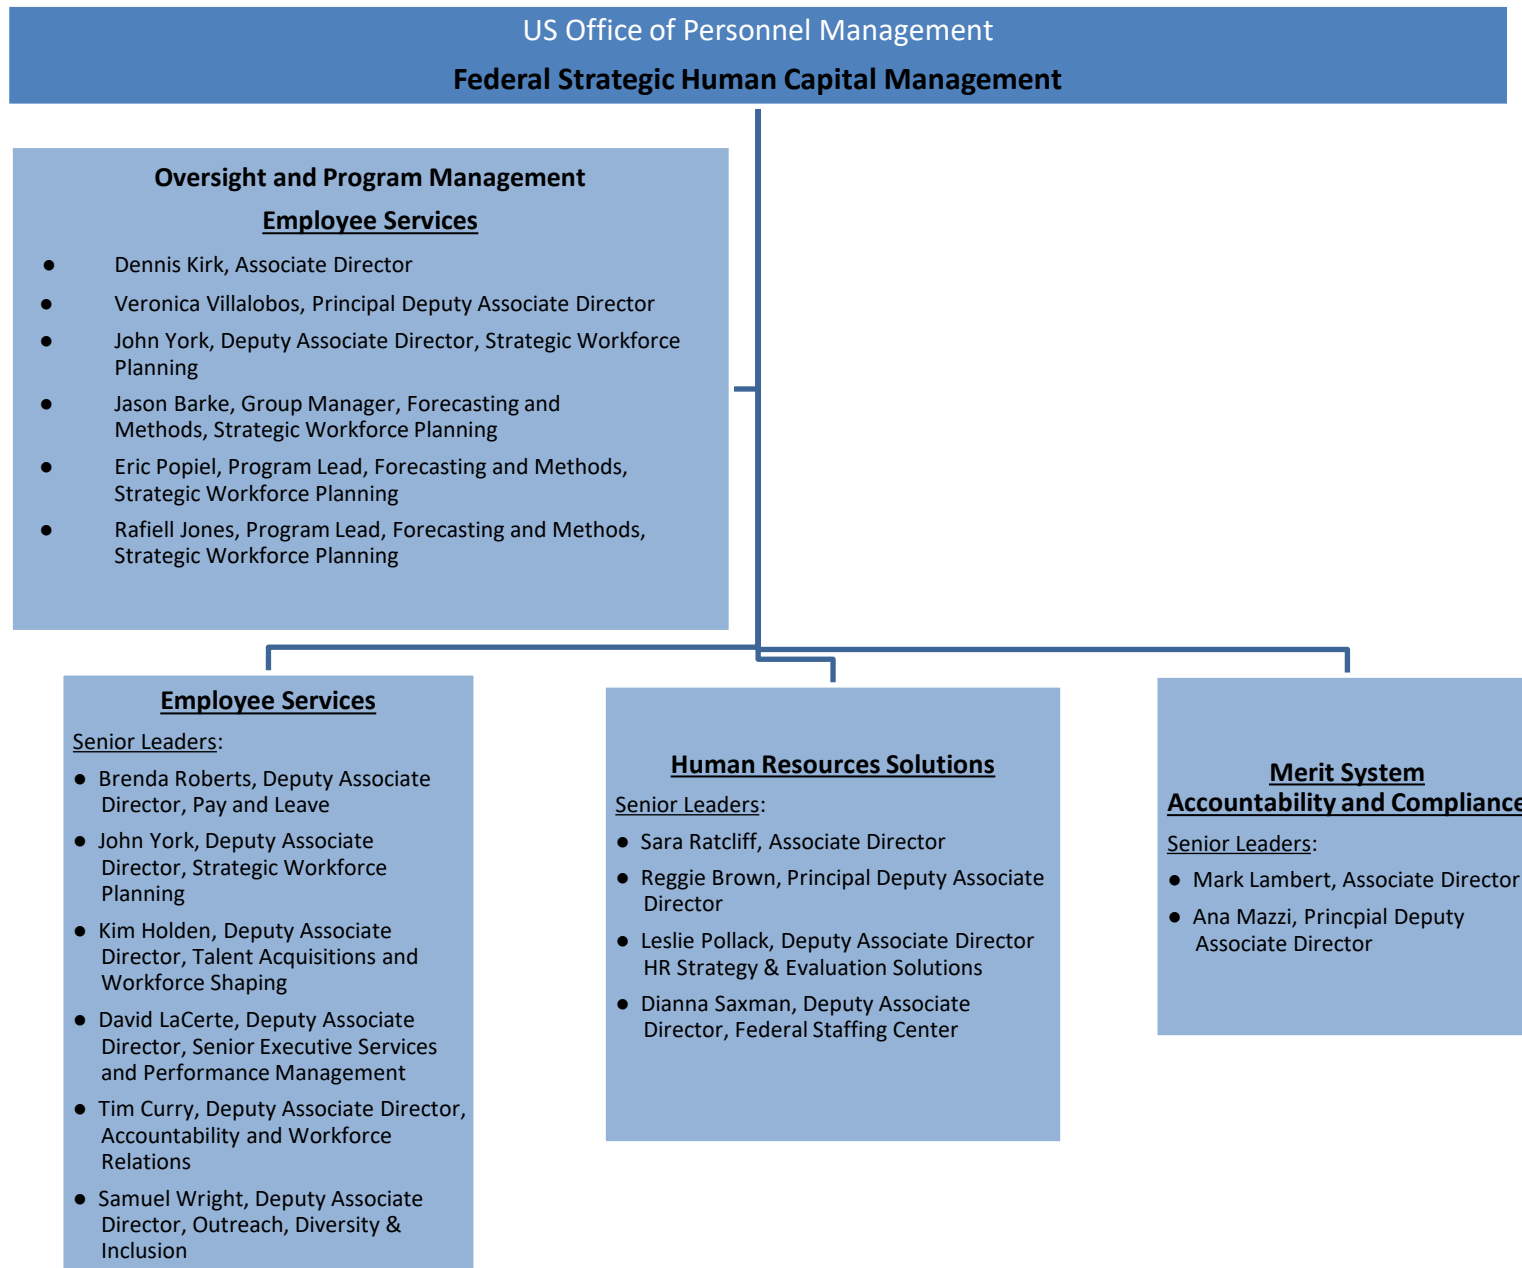 US Office of Personnel Management
Federal Strategic Human Capital Management
Oversight and Program Management
Employee Services
● Dennis Kirk, Associate Director
● Veronica Villalobos, Principal Deputy Associate Director
● John York, Deputy Associate Director, Strategic Workforce
Planning
● Jason Barke, Group Manager, Forecasting and
Methods, Strategic Workforce Planning
● Eric Popiel, Program Lead, Forecasting and Methods,
Strategic Workforce Planning
● Rafiell Jones, Program Lead, Forecasting and Methods,
Strategic Workforce Planning
Employee Services
Senior Leaders:
● Brenda Roberts, Deputy Associate
Director, Pay and Leave
● John York, Deputy Associate
Director, Strategic Workforce
Planning
● Kim Holden, Deputy Associate
Director, Talent Acquisitions and
Workforce Shaping
● David LaCerte, Deputy Associate
Director, Senior Executive Services
and Performance Management
● Tim Curry, Deputy Associate Director,
Accountability and Workforce
Relations
● Samuel Wright, Deputy Associate
Director, Outreach, Diversity &
Inclusion
Human Resources Solutions
Senior Leaders:
● Sara Ratcliff, Associate Director
● Reggie Brown, Principal Deputy Associate
Director
● Leslie Pollack, Deputy Associate Director
HR Strategy & Evaluation Solutions
● Dianna Saxman, Deputy Associate
Director, Federal Staffing Center
Merit System
Accountability and Compliance
Senior Leaders:
● Mark Lambert, Associate Director
● Ana Mazzi, Princpial Deputy
Associate Director